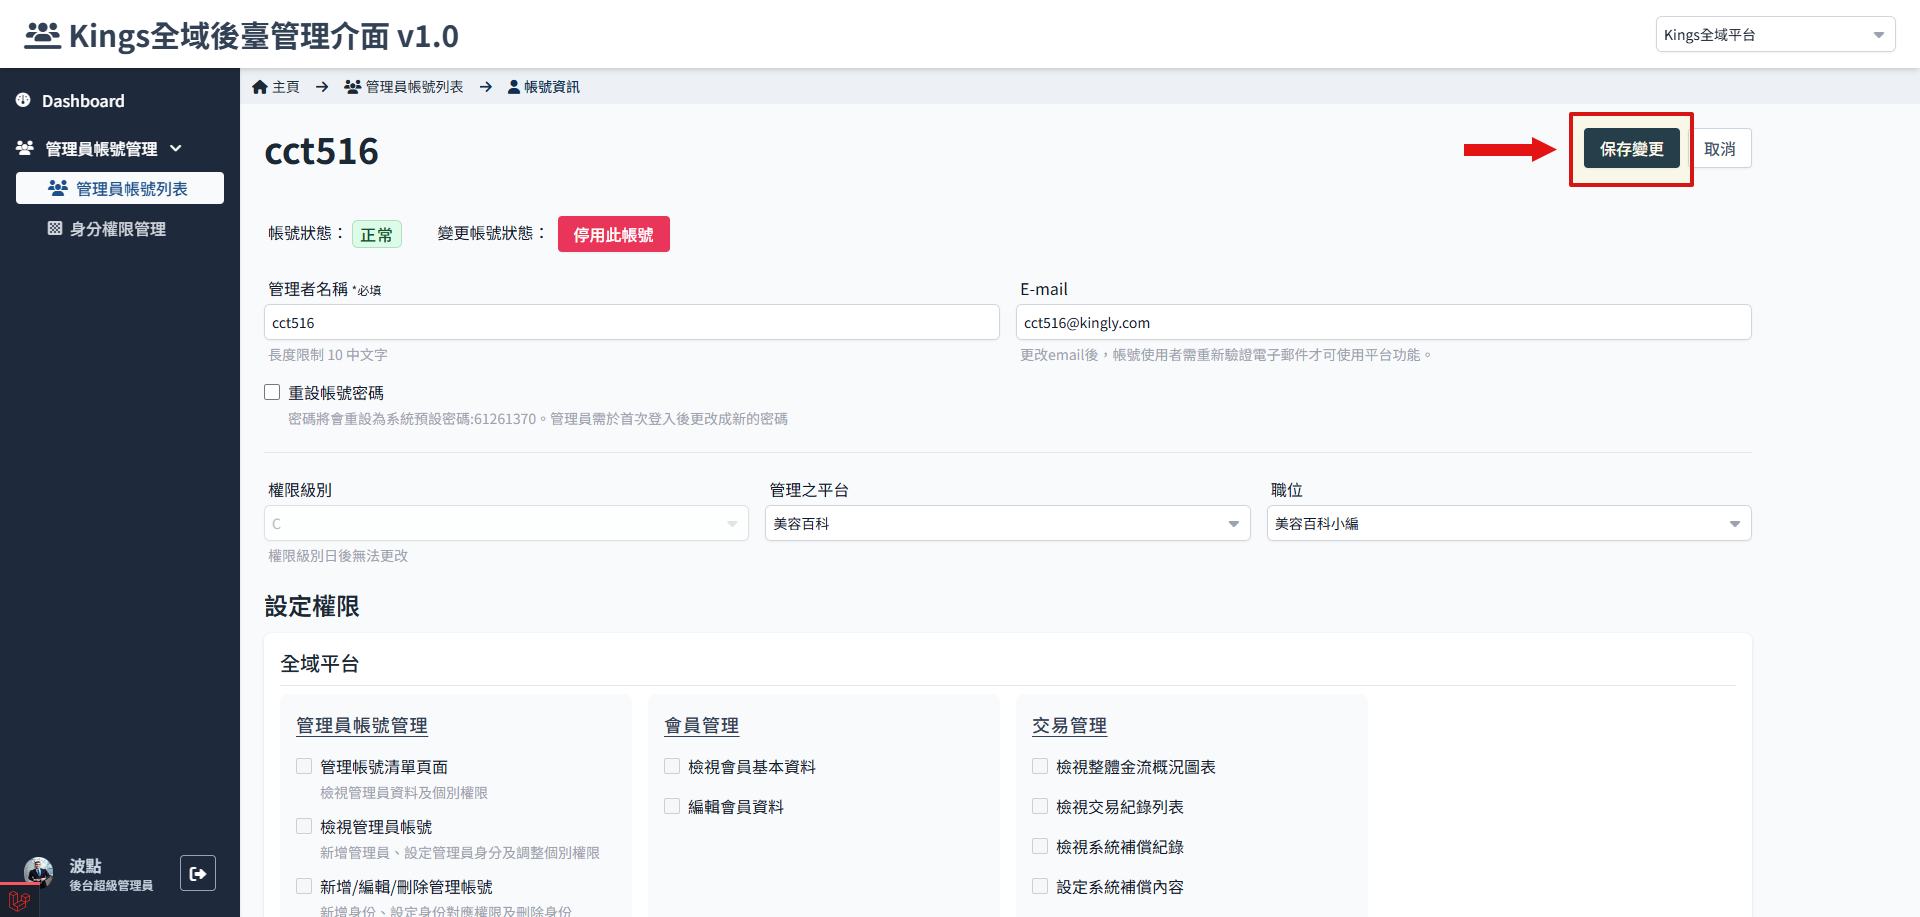 Kings全域後臺管理介面 v1.0
Kings全域平台
Dashboard
管理員帳號管理
管理員帳號列表
身分權限管理
主頁 → 管理員帳號列表 → 帳號資訊
cct516
保存變更
取消
帳號狀態：
正常
變更帳號狀態：
停用此帳號
管理者名稱 *必填
cct516
長度限制 10 中文字
E-mail
cct516@kingly.com
更改email後，帳號使用者需重新驗證電子郵件才可使用平台功能。
重設帳號密碼
密碼將會重設為系統預設密碼:61261370。管理員需於首次登入後更改成新的密碼
權限級別
C
權限級別日後無法更改
管理之平台
美容百科
職位
美容百科小編
設定權限
全域平台
管理員帳號管理
管理帳號清單頁面
檢視管理員資料及個別權限
檢視管理員帳號
新增管理員、設定管理員身分及調整個別權限
新增/編輯/刪除管理帳號
新增身份、設定身份對應權限及刪除身份
會員管理
檢視會員基本資料
編輯會員資料
交易管理
檢視整體金流概況圖表
檢視交易紀錄列表
檢視系統補償紀錄
設定系統補償內容
波點
後台超級管理員